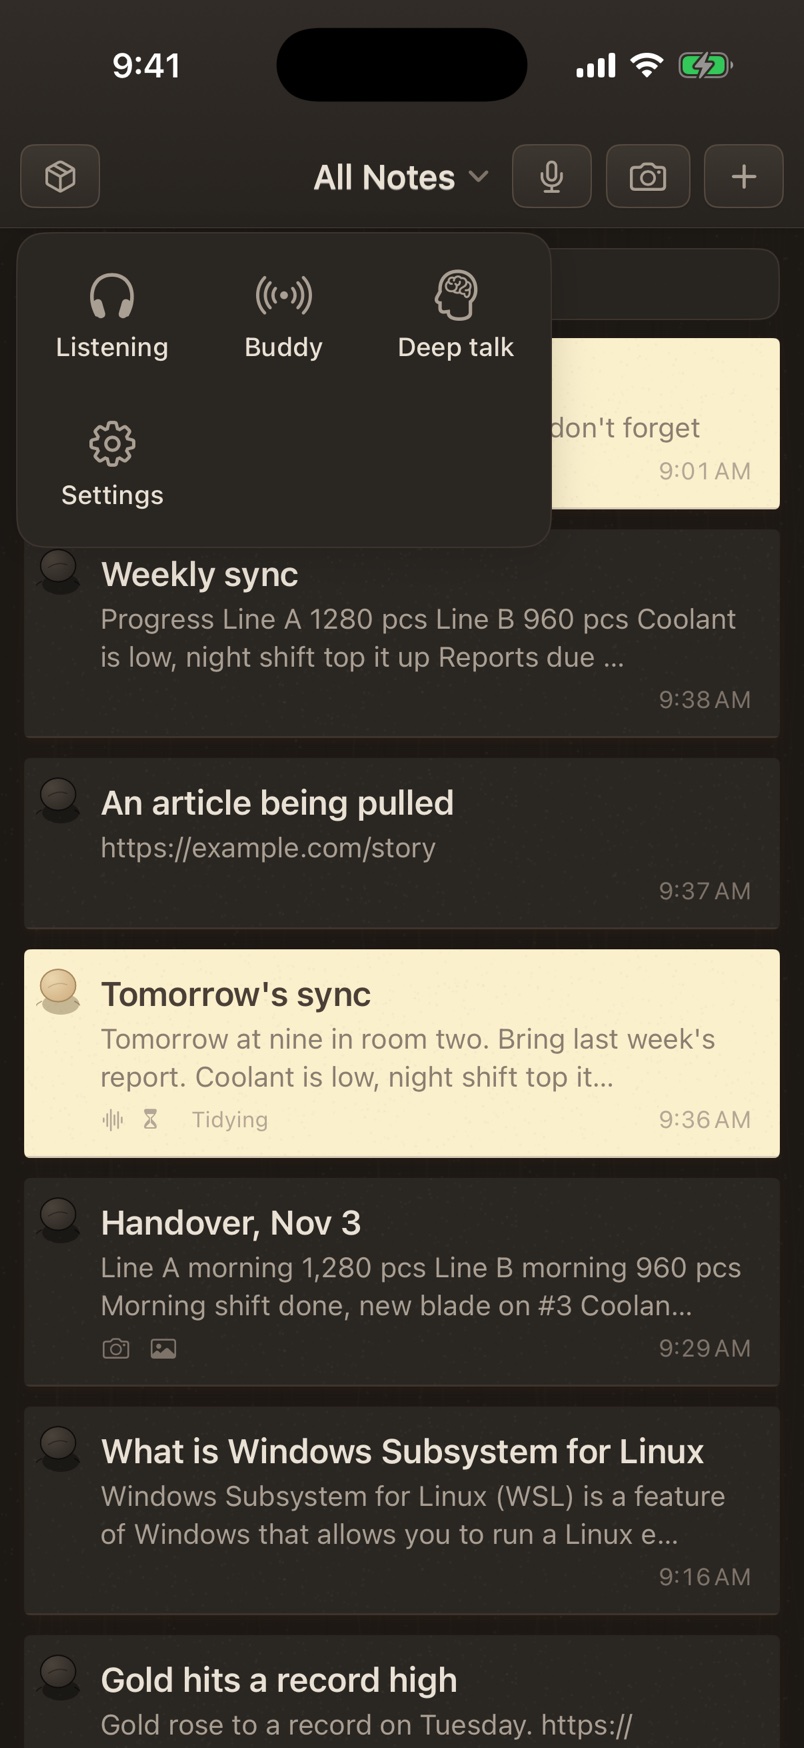 9:41
All Notes
Listening
Buddy
Deep talk
Settings
don't forget
9:01 AM
Weekly sync
Progress Line A 1280 pcs Line B 960 pcs Coolant
is low, night shift top it up Reports due ...
9:38 AM
An article being pulled
https://example.com/story
9:37 AM
Tomorrow's sync
Tomorrow at nine in room two. Bring last week's
report. Coolant is low, night shift top it...
Tidying
9:36 AM
Handover, Nov 3
Line A morning 1,280 pcs Line B morning 960 pcs
Morning shift done, new blade on #3 Coolan...
9:29 AM
What is Windows Subsystem for Linux
Windows Subsystem for Linux (WSL) is a feature
of Windows that allows you to run a Linux e...
9:16 AM
Gold hits a record high
Gold rose to a record on Tuesday. https://